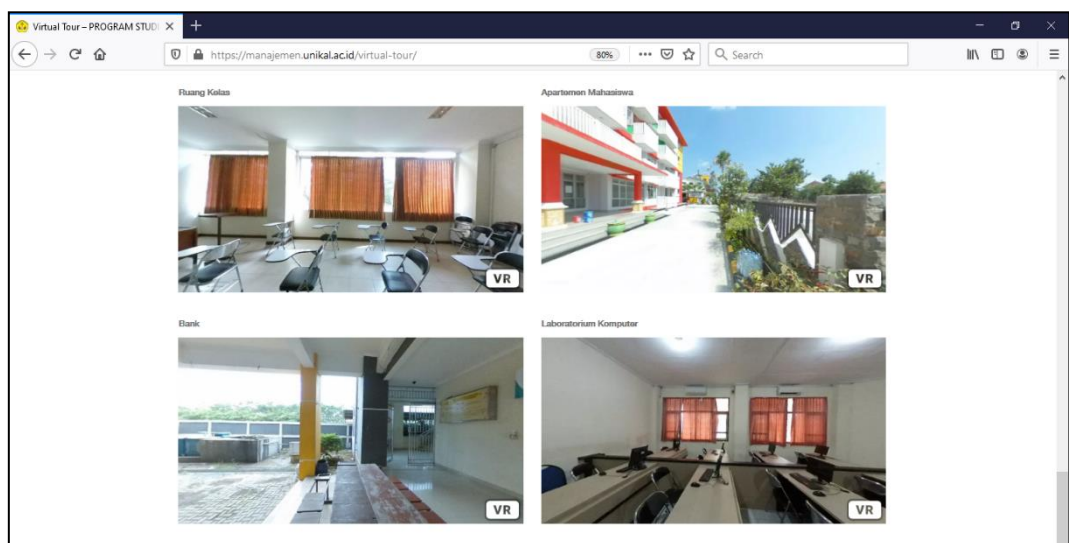 Virtual Tour – PROGRAM STUDI
https://manajemen.unikal.ac.id/virtual-tour/
80%
Search
Ruang Kelas
Apartemen Mahasiswa
VR
VR
Bank
Laboratorium Komputer
VR
VR